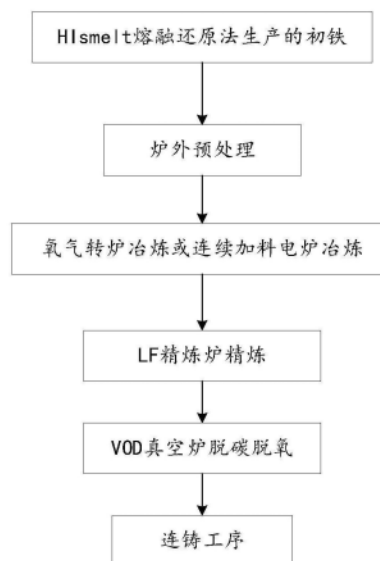 HIsmelt熔融还原法生产的初铁
炉外预处理
氧气转炉冶炼或连续加料电炉冶炼
LF精炼炉精炼
VOD真空炉脱碳脱氧
连铸工序